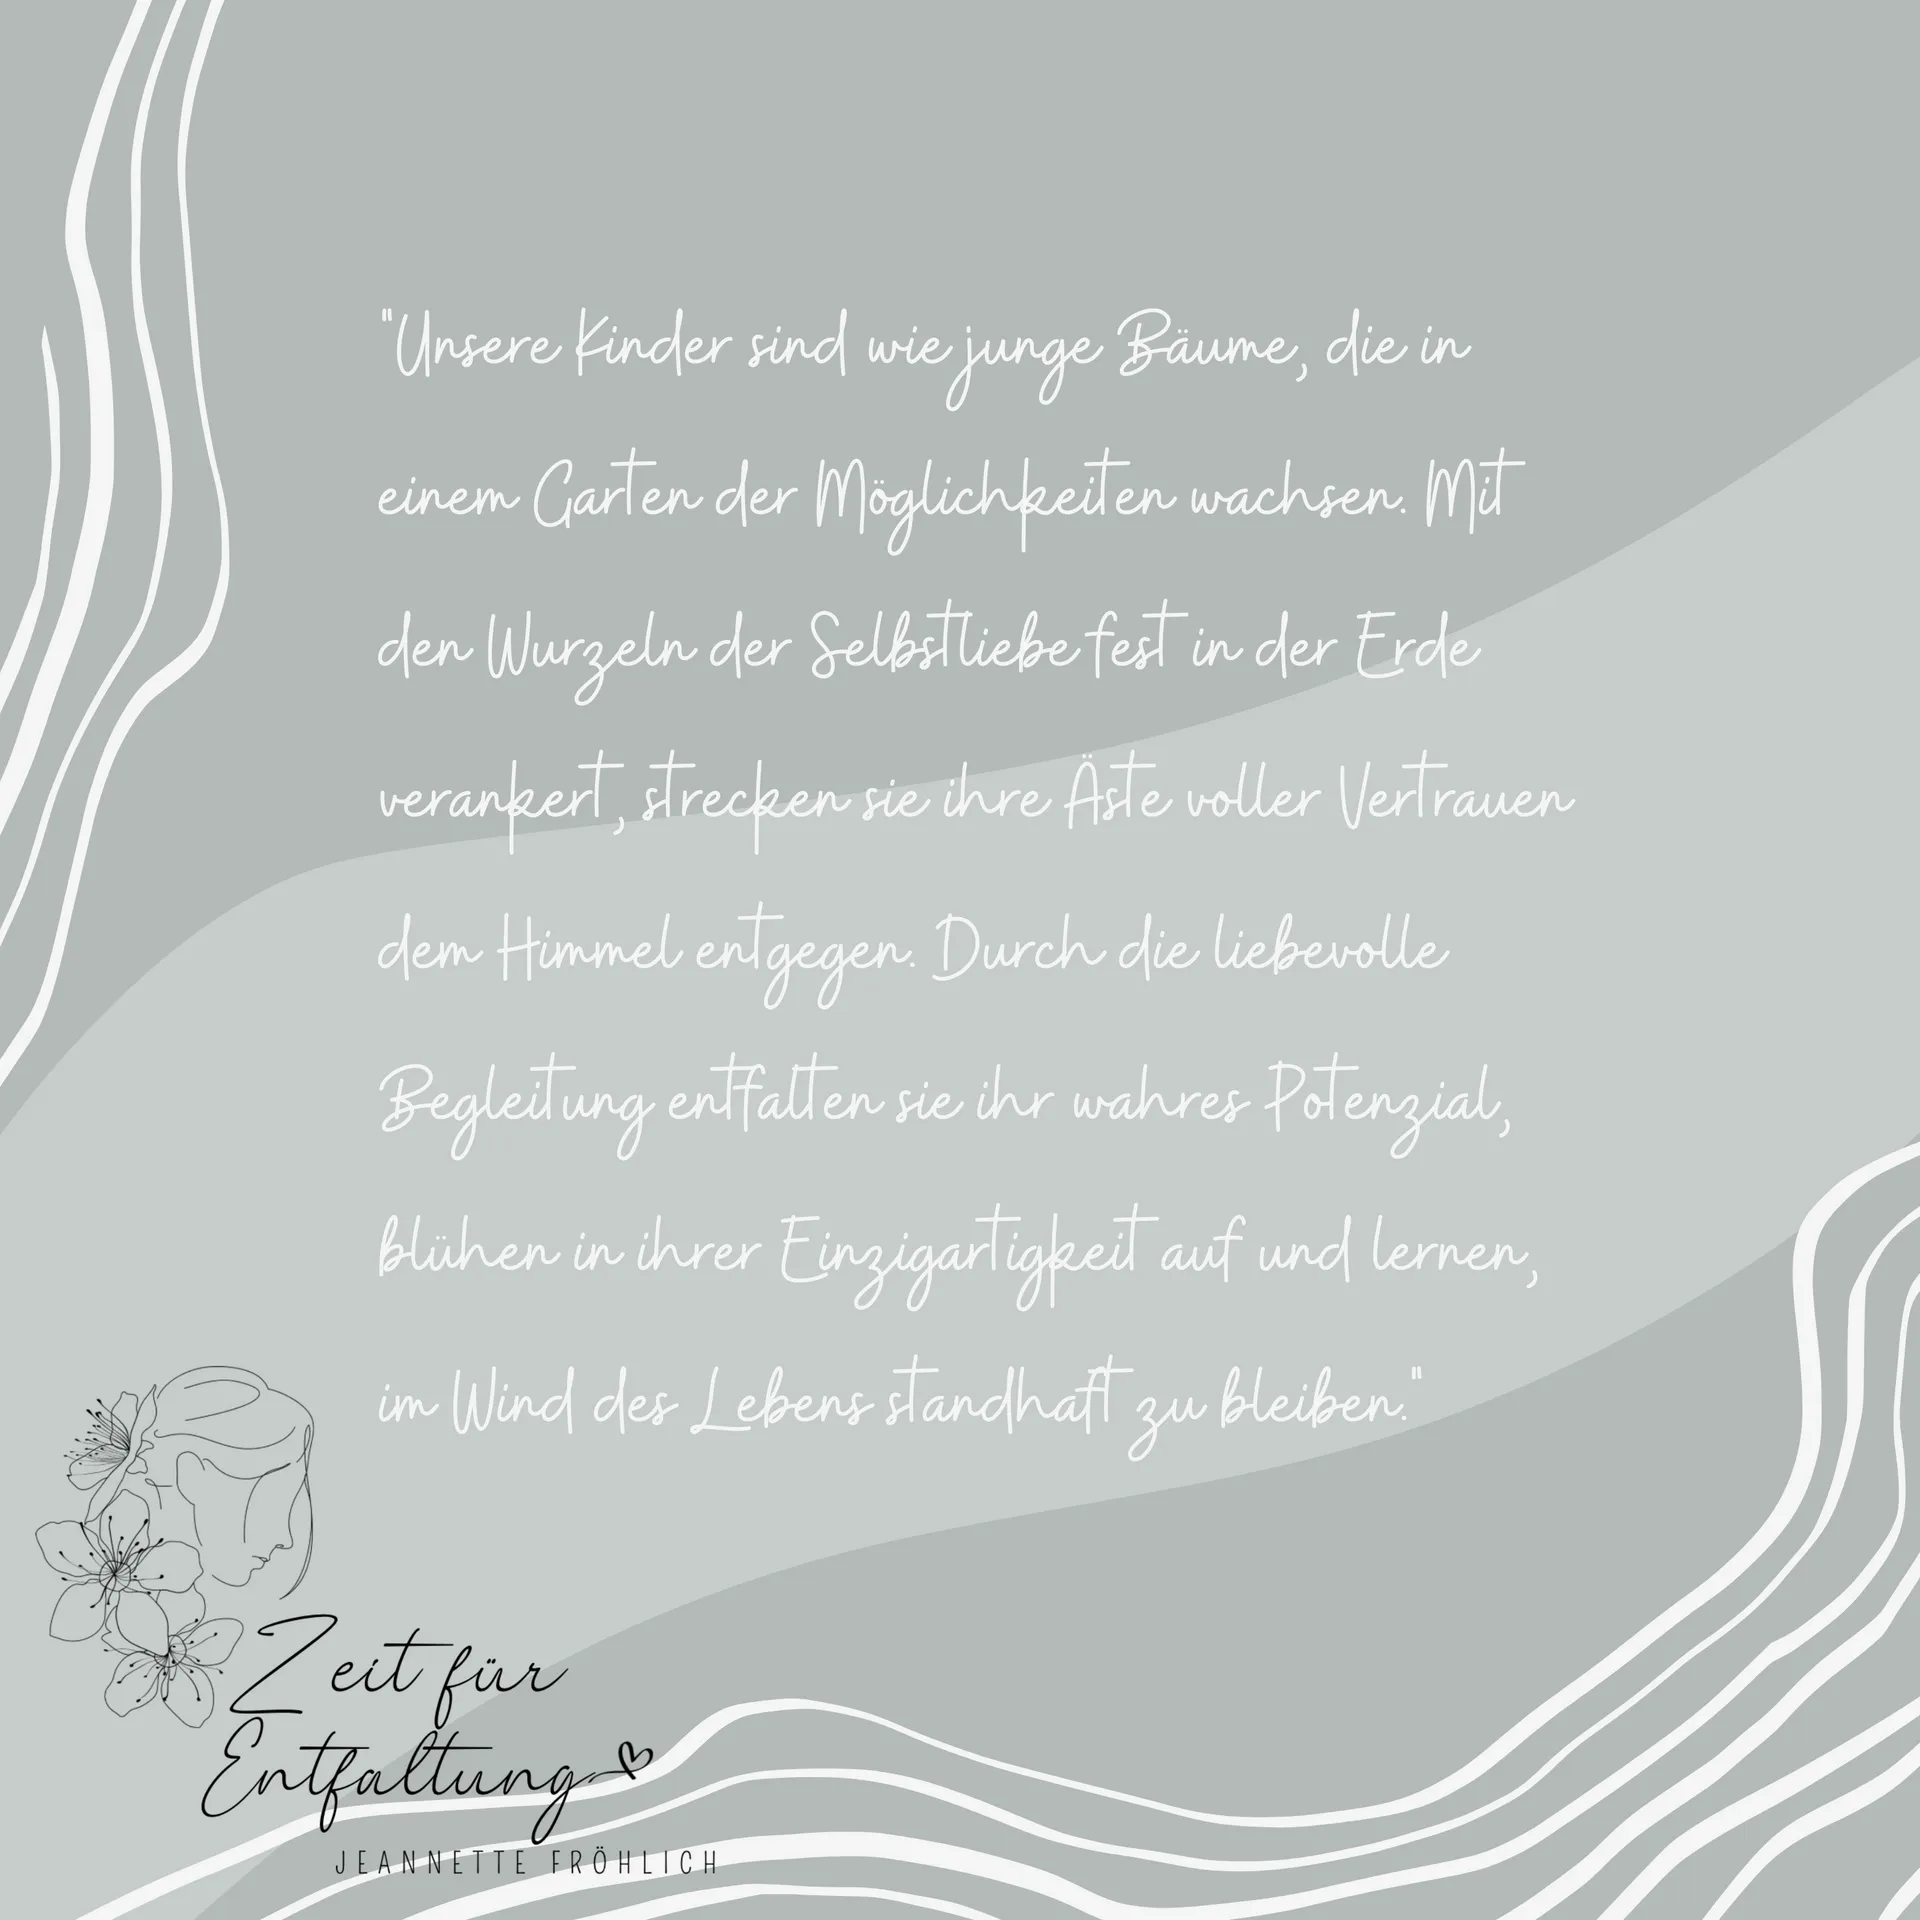 "Unsere Kinder sind wie junge Bäume, die in
einem Garten der Möglichkeiten wachsen. Mit
den Wurzeln der Selbstliebe fest in der Erde
verankert, strecken sie ihre Äste voller Vertrauen
dem Himmel entgegen. Durch die liebevolle
Begleitung entfalten sie ihr wahres Potenzial,
blühen in ihrer Einzigartigkeit auf und lernen,
im Wind des Lebens standhaft zu bleiben."
Zeit für
Entfaltung
JEANNETTE FRÖHLICH